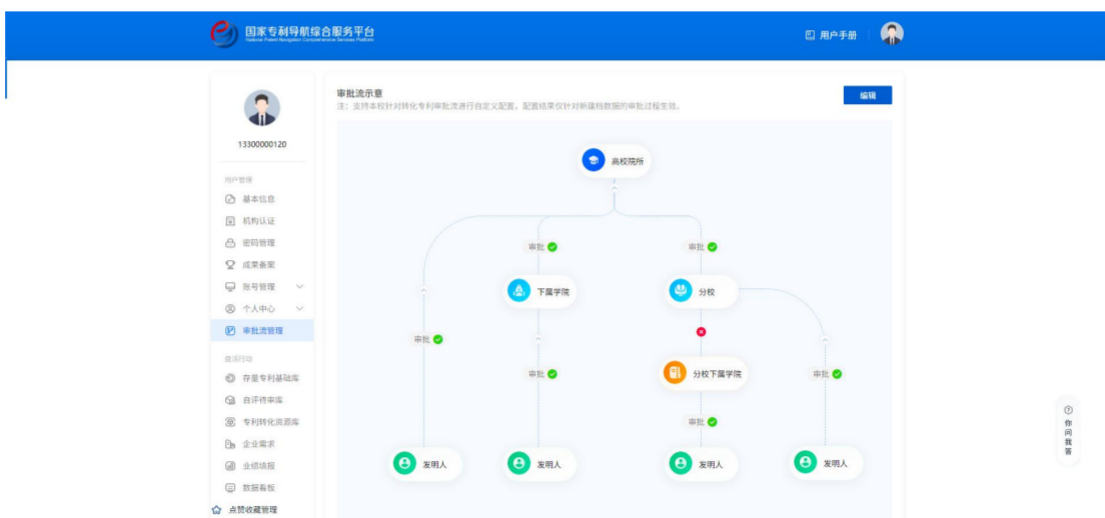 国家专利导航综合服务平台
National Patent Navigation Comprehensive Services Platform
用户手册
13300000120
用户管理
基本信息
机构认证
密码管理
成果备案
账号管理
个人中心
审批流管理
盘活行动
存量专利基础库
自评待审库
专利转化资源库
企业需求
业绩填报
数据看板
点赞收藏管理
审批流示意
编辑
注：支持本校针对转化专利审批流进行自定义配置，配置结果仅针对新建档数据的审批过程生效。
高校院所
审批
审批
下属学院
分校
审批
审批
分校下属学院
审批
审批
发明人
发明人
发明人
发明人
你问我答